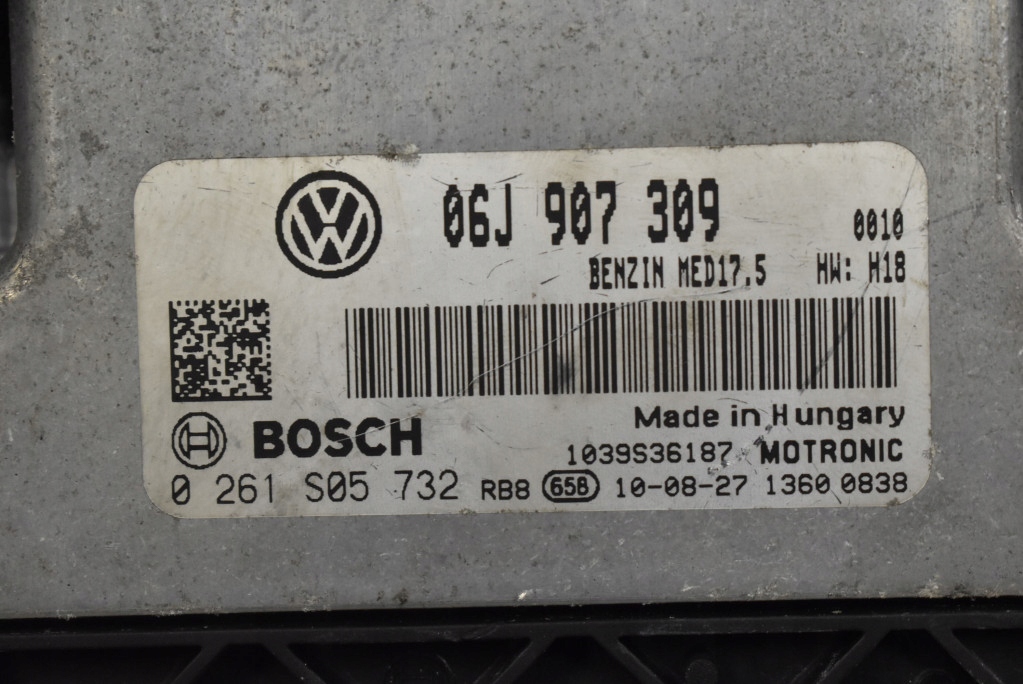 06J 907 309 0010
BENZIN MED17.5 HW: H18
Made in Hungary
BOSCH 1039S36187 MOTRONIC
0 261 S05 732 RB8 658 10-08-27 1360 0838